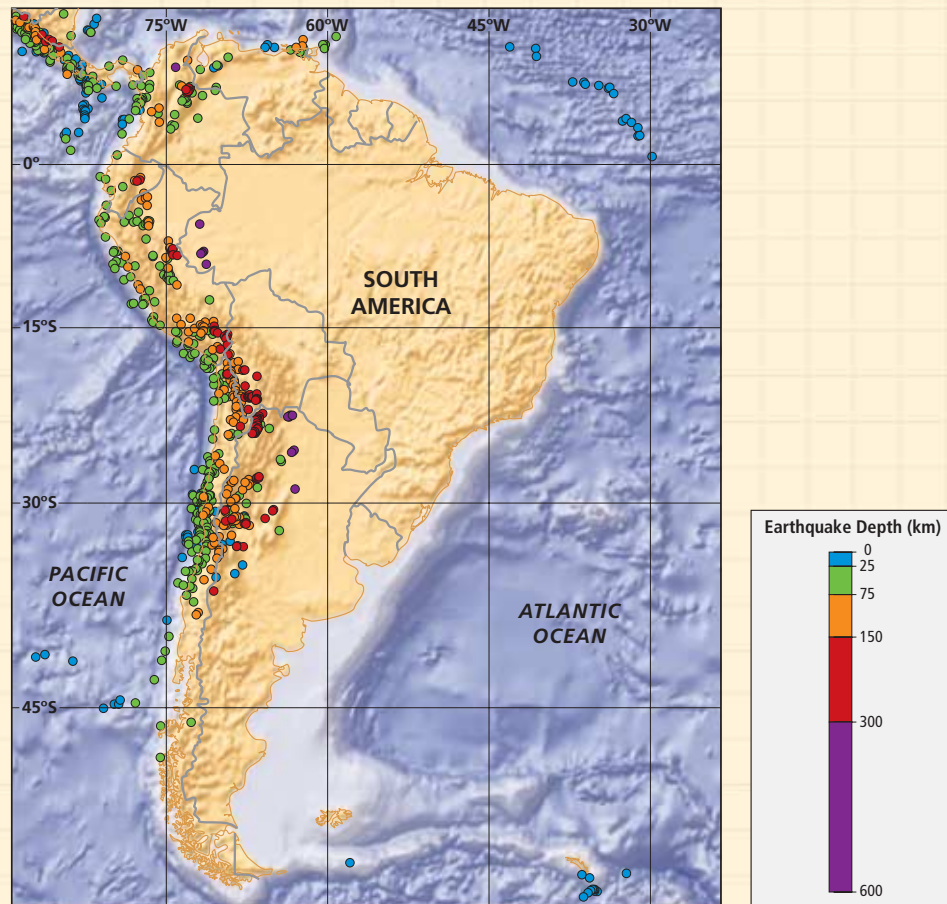 75°W 60°W 45°W 30°W
0°
SOUTH
AMERICA
15°S
30°S
Earthquake Depth (km)
0
25
75
150
300
600
PACIFIC
OCEAN
ATLANTIC
OCEAN
45°S